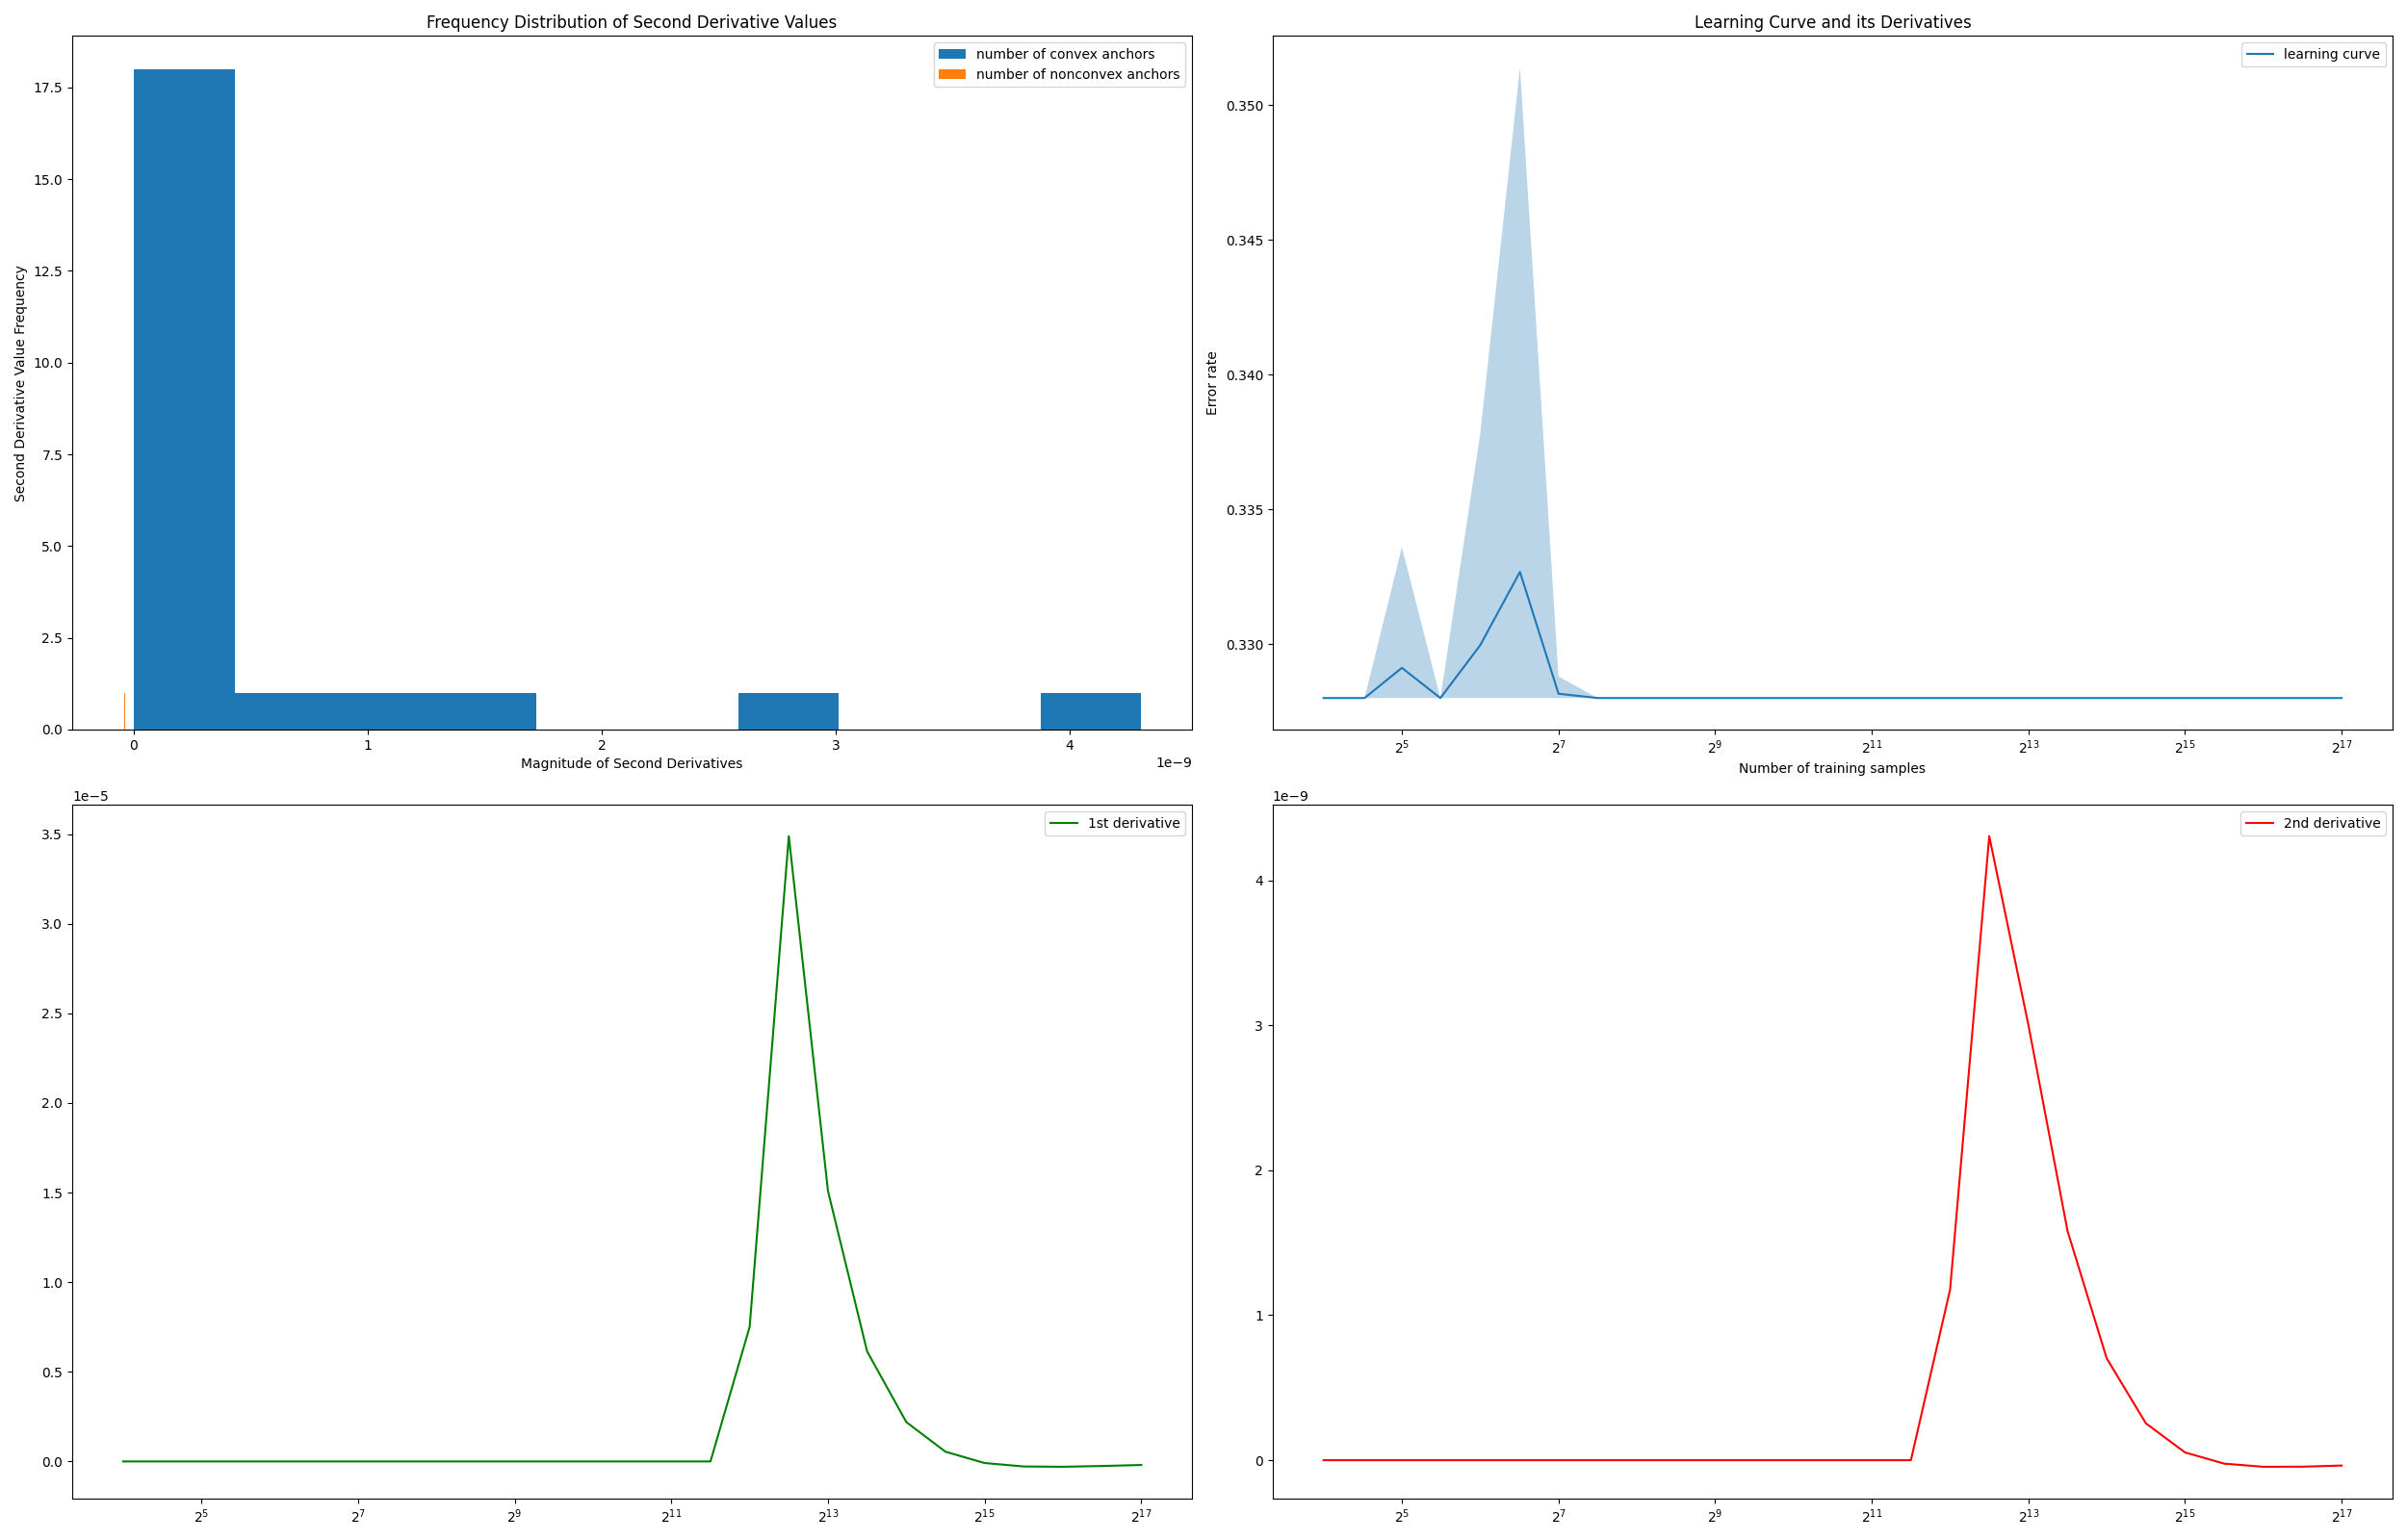 Frequency Distribution of Second Derivative Values
number of convex anchors
number of nonconvex anchors
Second Derivative Value Frequency
17.5
15.0
12.5
10.0
7.5
5.0
2.5
0.0
0 1 2 3 4
1e−9
Magnitude of Second Derivatives
Learning Curve and its Derivatives
learning curve
Error rate
0.350
0.345
0.340
0.335
0.330
2^5 2^7 2^9 2^11 2^13 2^15 2^17
Number of training samples
1e−5
1st derivative
3.5
3.0
2.5
2.0
1.5
1.0
0.5
0.0
2^5 2^7 2^9 2^11 2^13 2^15 2^17
1e−9
2nd derivative
4
3
2
1
0
2^5 2^7 2^9 2^11 2^13 2^15 2^17